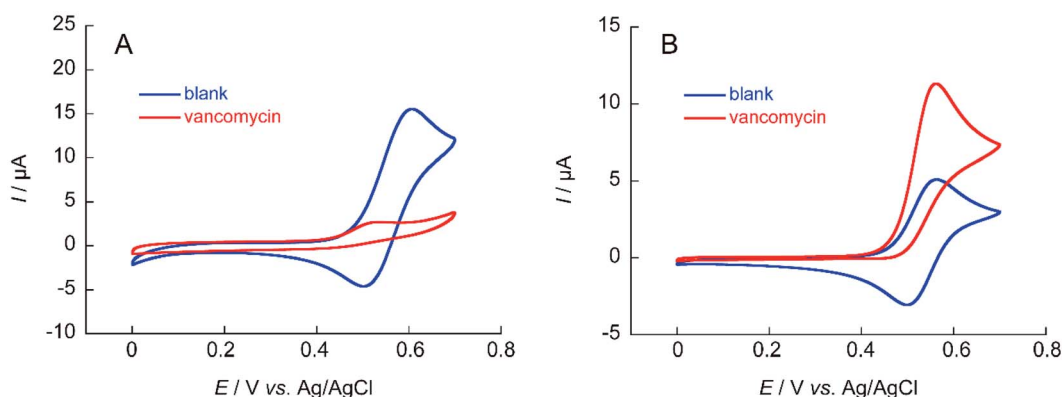 A
25
20
15
10
5
0
-5
-10
I / µA
blank
vancomycin
0 0.2 0.4 0.6 0.8
E / V vs. Ag/AgCl
B
15
10
5
0
-5
I / µA
blank
vancomycin
0 0.2 0.4 0.6 0.8
E / V vs. Ag/AgCl